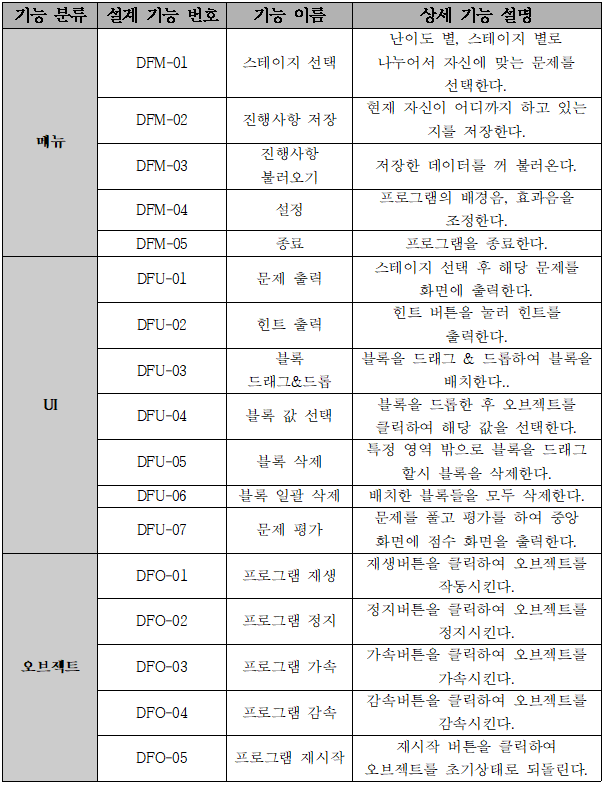 기능 분류 설계 기능 번호 기능 이름 상세 기능 설명
매뉴
DFM-01 스테이지 선택 난이도 별, 스테이지 별로
나누어서 자신에 맞는 문제를
선택한다.
DFM-02 진행사항 저장 현재 자신이 어디까지 하고 있는
지를 저장한다.
DFM-03 진행사항
불러오기 저장한 데이터를 꺼 불러온다.
DFM-04 설정 프로그램의 배경음, 효과음을
조정한다.
DFM-05 종료 프로그램을 종료한다.
UI
DFU-01 문제 출력 스테이지 선택 후 해당 문제를
화면에 출력한다.
DFU-02 힌트 출력 힌트 버튼을 눌러 힌트를
출력한다.
DFU-03 블록
드래그&드롭 블록을 드래그 & 드롭하여 블록을
배치한다..
DFU-04 블록 값 선택 블록을 드롭한 후 오브젝트를
클릭하여 해당 값을 선택한다.
DFU-05 블록 삭제 특정 영역 밖으로 블록을 드래그
할시 블록을 삭제한다.
DFU-06 블록 일괄 삭제 배치한 블록들을 모두 삭제한다.
DFU-07 문제 평가 문제를 풀고 평가를 하여 중앙
화면에 점수 화면을 출력한다.
오브잭트
DFO-01 프로그램 재생 재생버튼을 클릭하여 오브젝트를
작동시킨다.
DFO-02 프로그램 정지 정지버튼을 클릭하여 오브젝트를
정지시킨다.
DFO-03 프로그램 가속 가속버튼을 클릭하여 오브젝트를
가속시킨다.
DFO-04 프로그램 감속 감속버튼을 클릭하여 오브젝트를
감속시킨다.
DFO-05 프로그램 재시작 재시작 버튼을 클릭하여
오브젝트를 초기상태로 되돌린다.